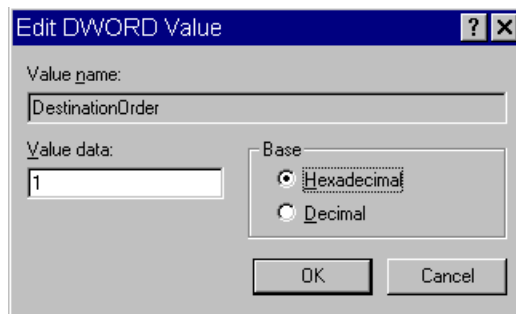 Edit DWORD Value
Value name:
DestinationOrder
Value data:
1
Base
Hexadecimal
Decimal
OK
Cancel